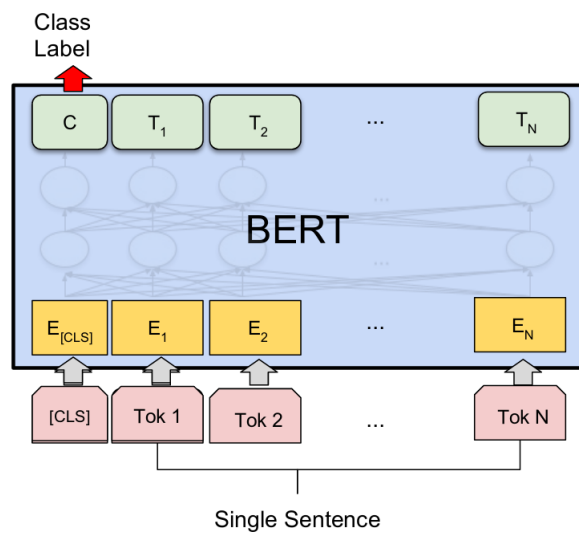 Class
Label
C T1 T2 ... TN
...
BERT
...
E[CLS] E1 E2 ... EN
[CLS] Tok 1 Tok 2 ... Tok N
Single Sentence